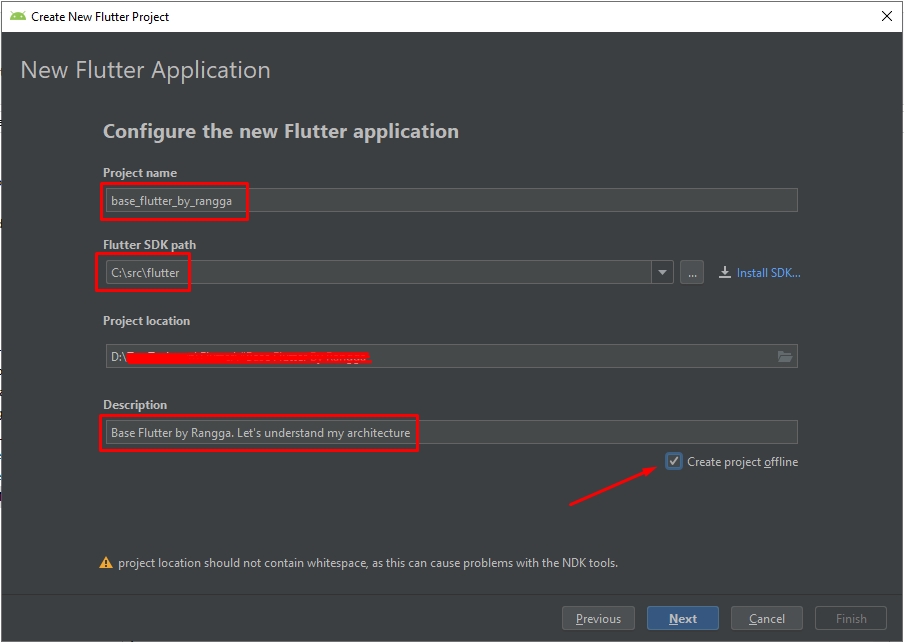 Create New Flutter Project
New Flutter Application
Configure the new Flutter application
Project name
base_flutter_by_rangga
Flutter SDK path
C:\src\flutter
...
Install SDK...
Project location
D:\
Description
Base Flutter by Rangga. Let's understand my architecture
Create project offline
project location should not contain whitespace, as this can cause problems with the NDK tools.
Previous
Next
Cancel
Finish